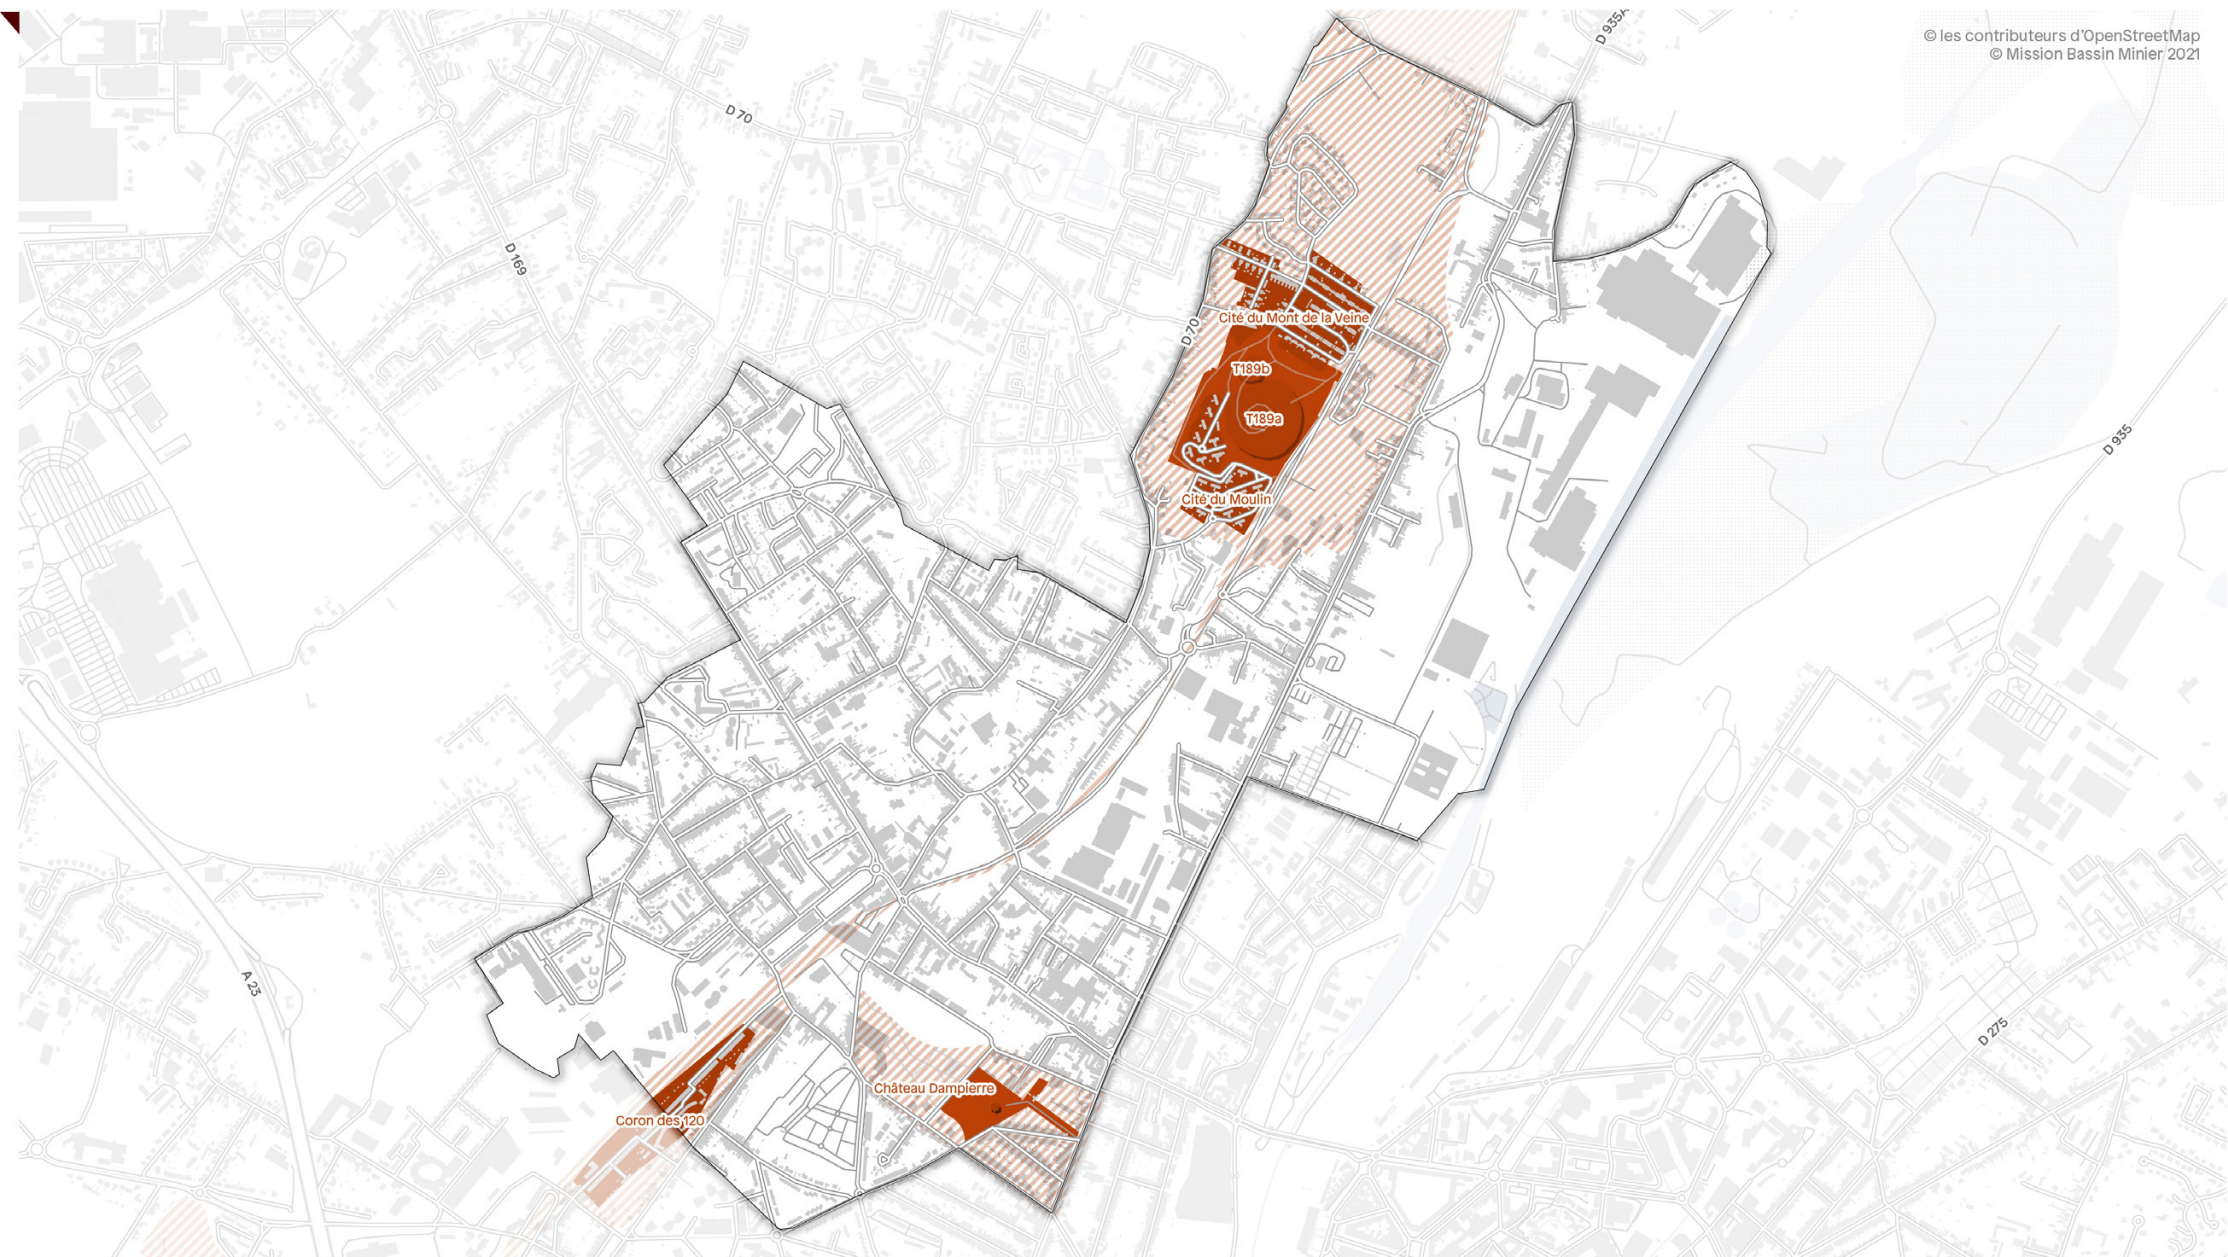 D 935A
© les contributeurs d'OpenStreetMap
© Mission Bassin Minier 2021
D 70
D 169
Cité du Mont de la Veine
D 70
T189b
T189a
D 935
Cité du Moulin
A 23
D 275
Château Dampierre
Coron des 120